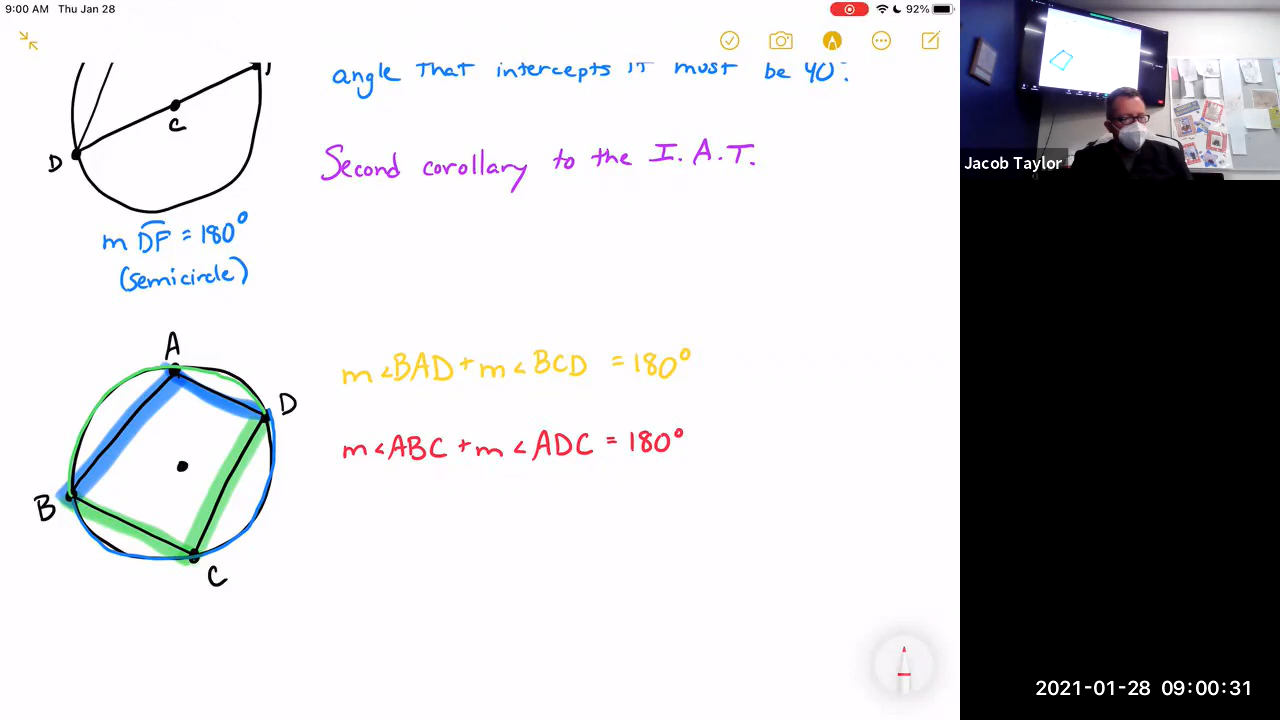 9:00 AM Thu Jan 28
92%
angle that intercepts it must be 40°.
D
C
Second corollary to the I.A.T.
m DF = 180°
(semicircle)
A
D
B
C
m∠BAD + m∠BCD = 180°
m∠ABC + m∠ADC = 180°
Jacob Taylor
2021-01-28 09:00:31